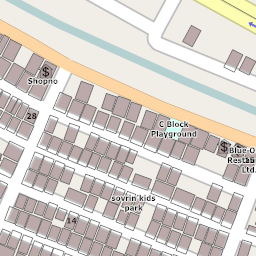 $
Shopno
28
C Block
Playground
$
Blue O
Resta
Ltd.
sovrin kids
park
14